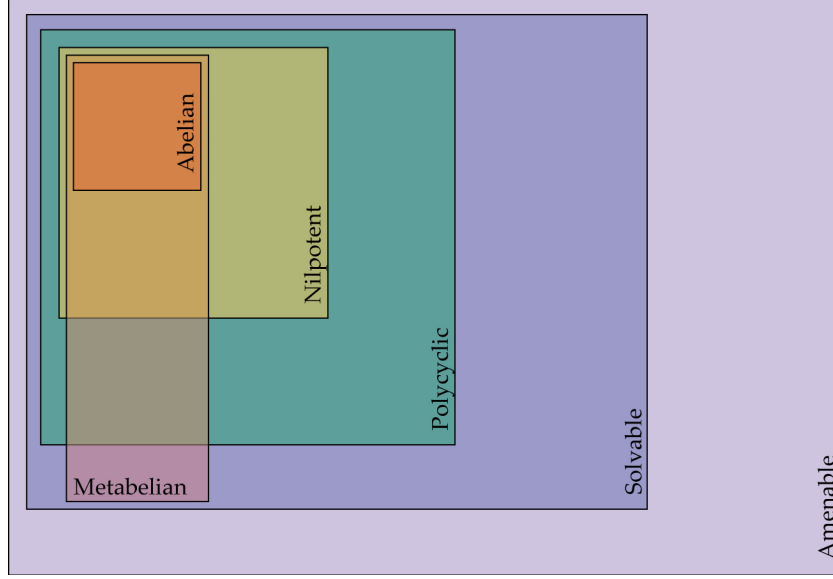 Abelian
Nilpotent
Polycyclic
Metabelian
Solvable
Amenable